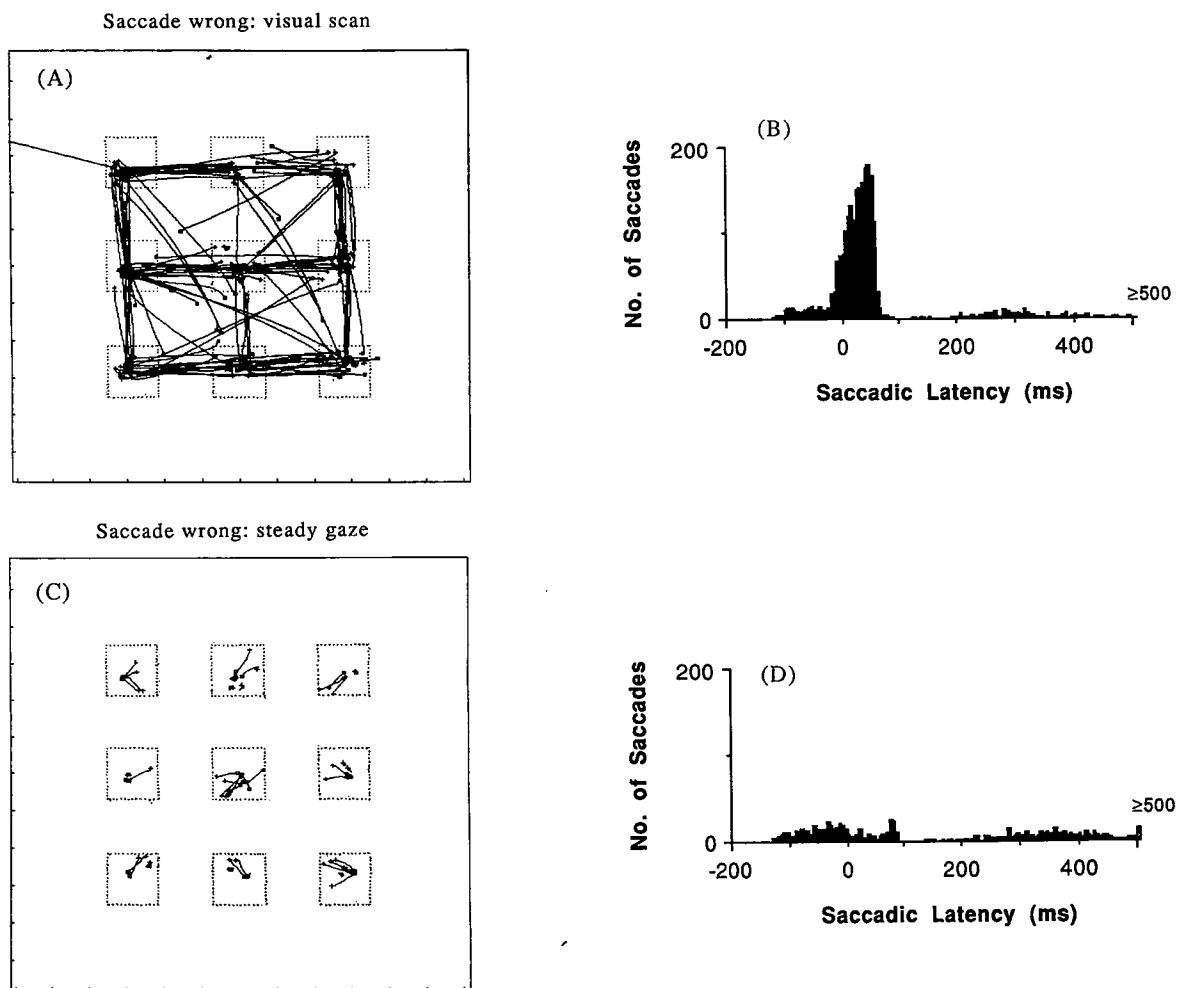 Saccade wrong: visual scan
(A)
(B)
200
No. of Saccades
0
≥500
-200 0 200 400
Saccadic Latency (ms)
Saccade wrong: steady gaze
(C)
(D)
200
No. of Saccades
0
≥500
-200 0 200 400
Saccadic Latency (ms)